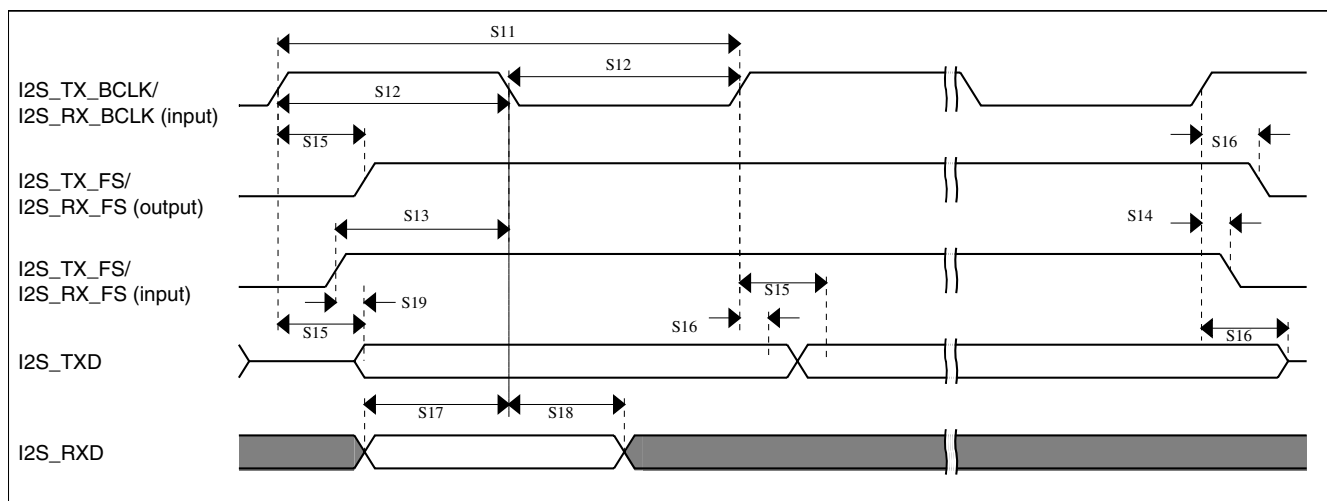 S11
I2S_TX_BCLK/
I2S_RX_BCLK (input)
S12
S12
S15
S16
I2S_TX_FS/
I2S_RX_FS (output)
S13
S14
I2S_TX_FS/
I2S_RX_FS (input)
S15
S19
S15
S16
S16
I2S_TXD
S17
S18
I2S_RXD